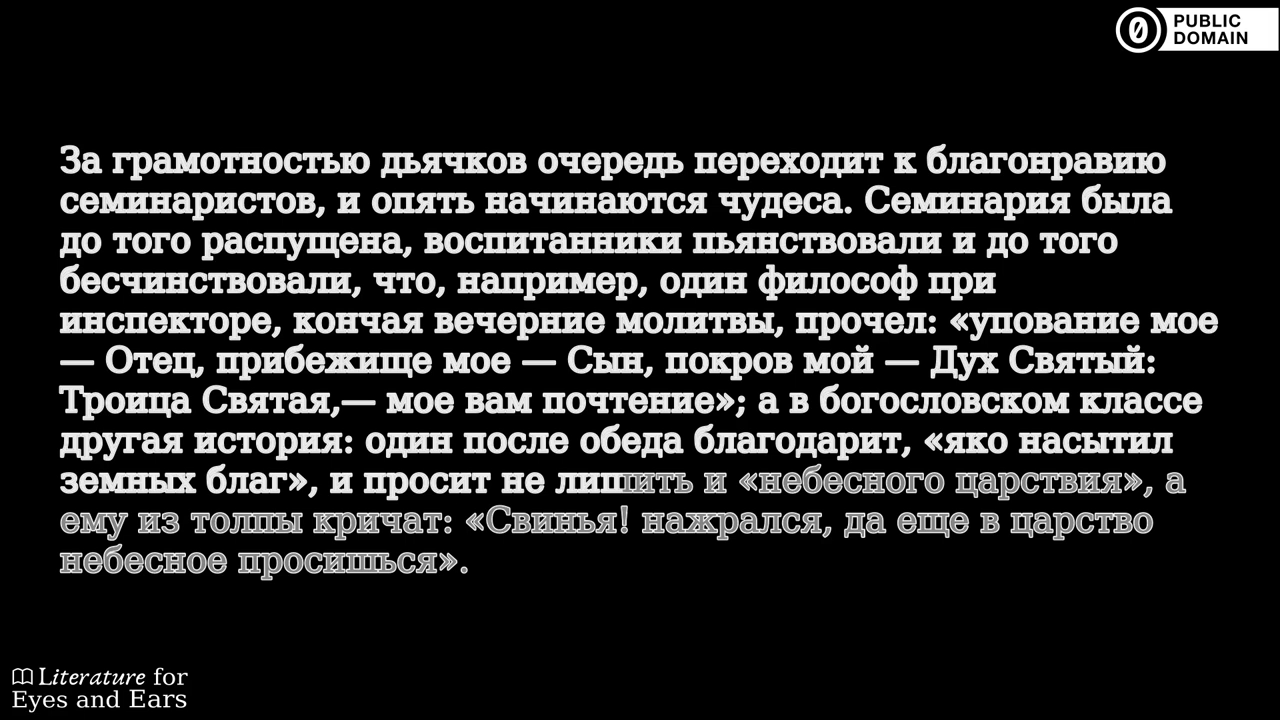 PUBLIC
DOMAIN
За грамотностью дьячков очередь переходит к благонравию
семинаристов, и опять начинаются чудеса. Семинария была
до того распущена, воспитанники пьянствовали и до того
бесчинствовали, что, например, один философ при
инспекторе, кончая вечерние молитвы, прочел: «упование мое
— Отец, прибежище мое — Сын, покров мой — Дух Святый:
Троица Святая,— мое вам почтение»; а в богословском классе
другая история: один после обеда благодарит, «яко насытил
земных благ», и просит не лишить и «небесного царствия», а
ему из толпы кричат: «Свинья! нажрался, да еще в царство
небесное просишься».
Literature for
Eyes and Ears